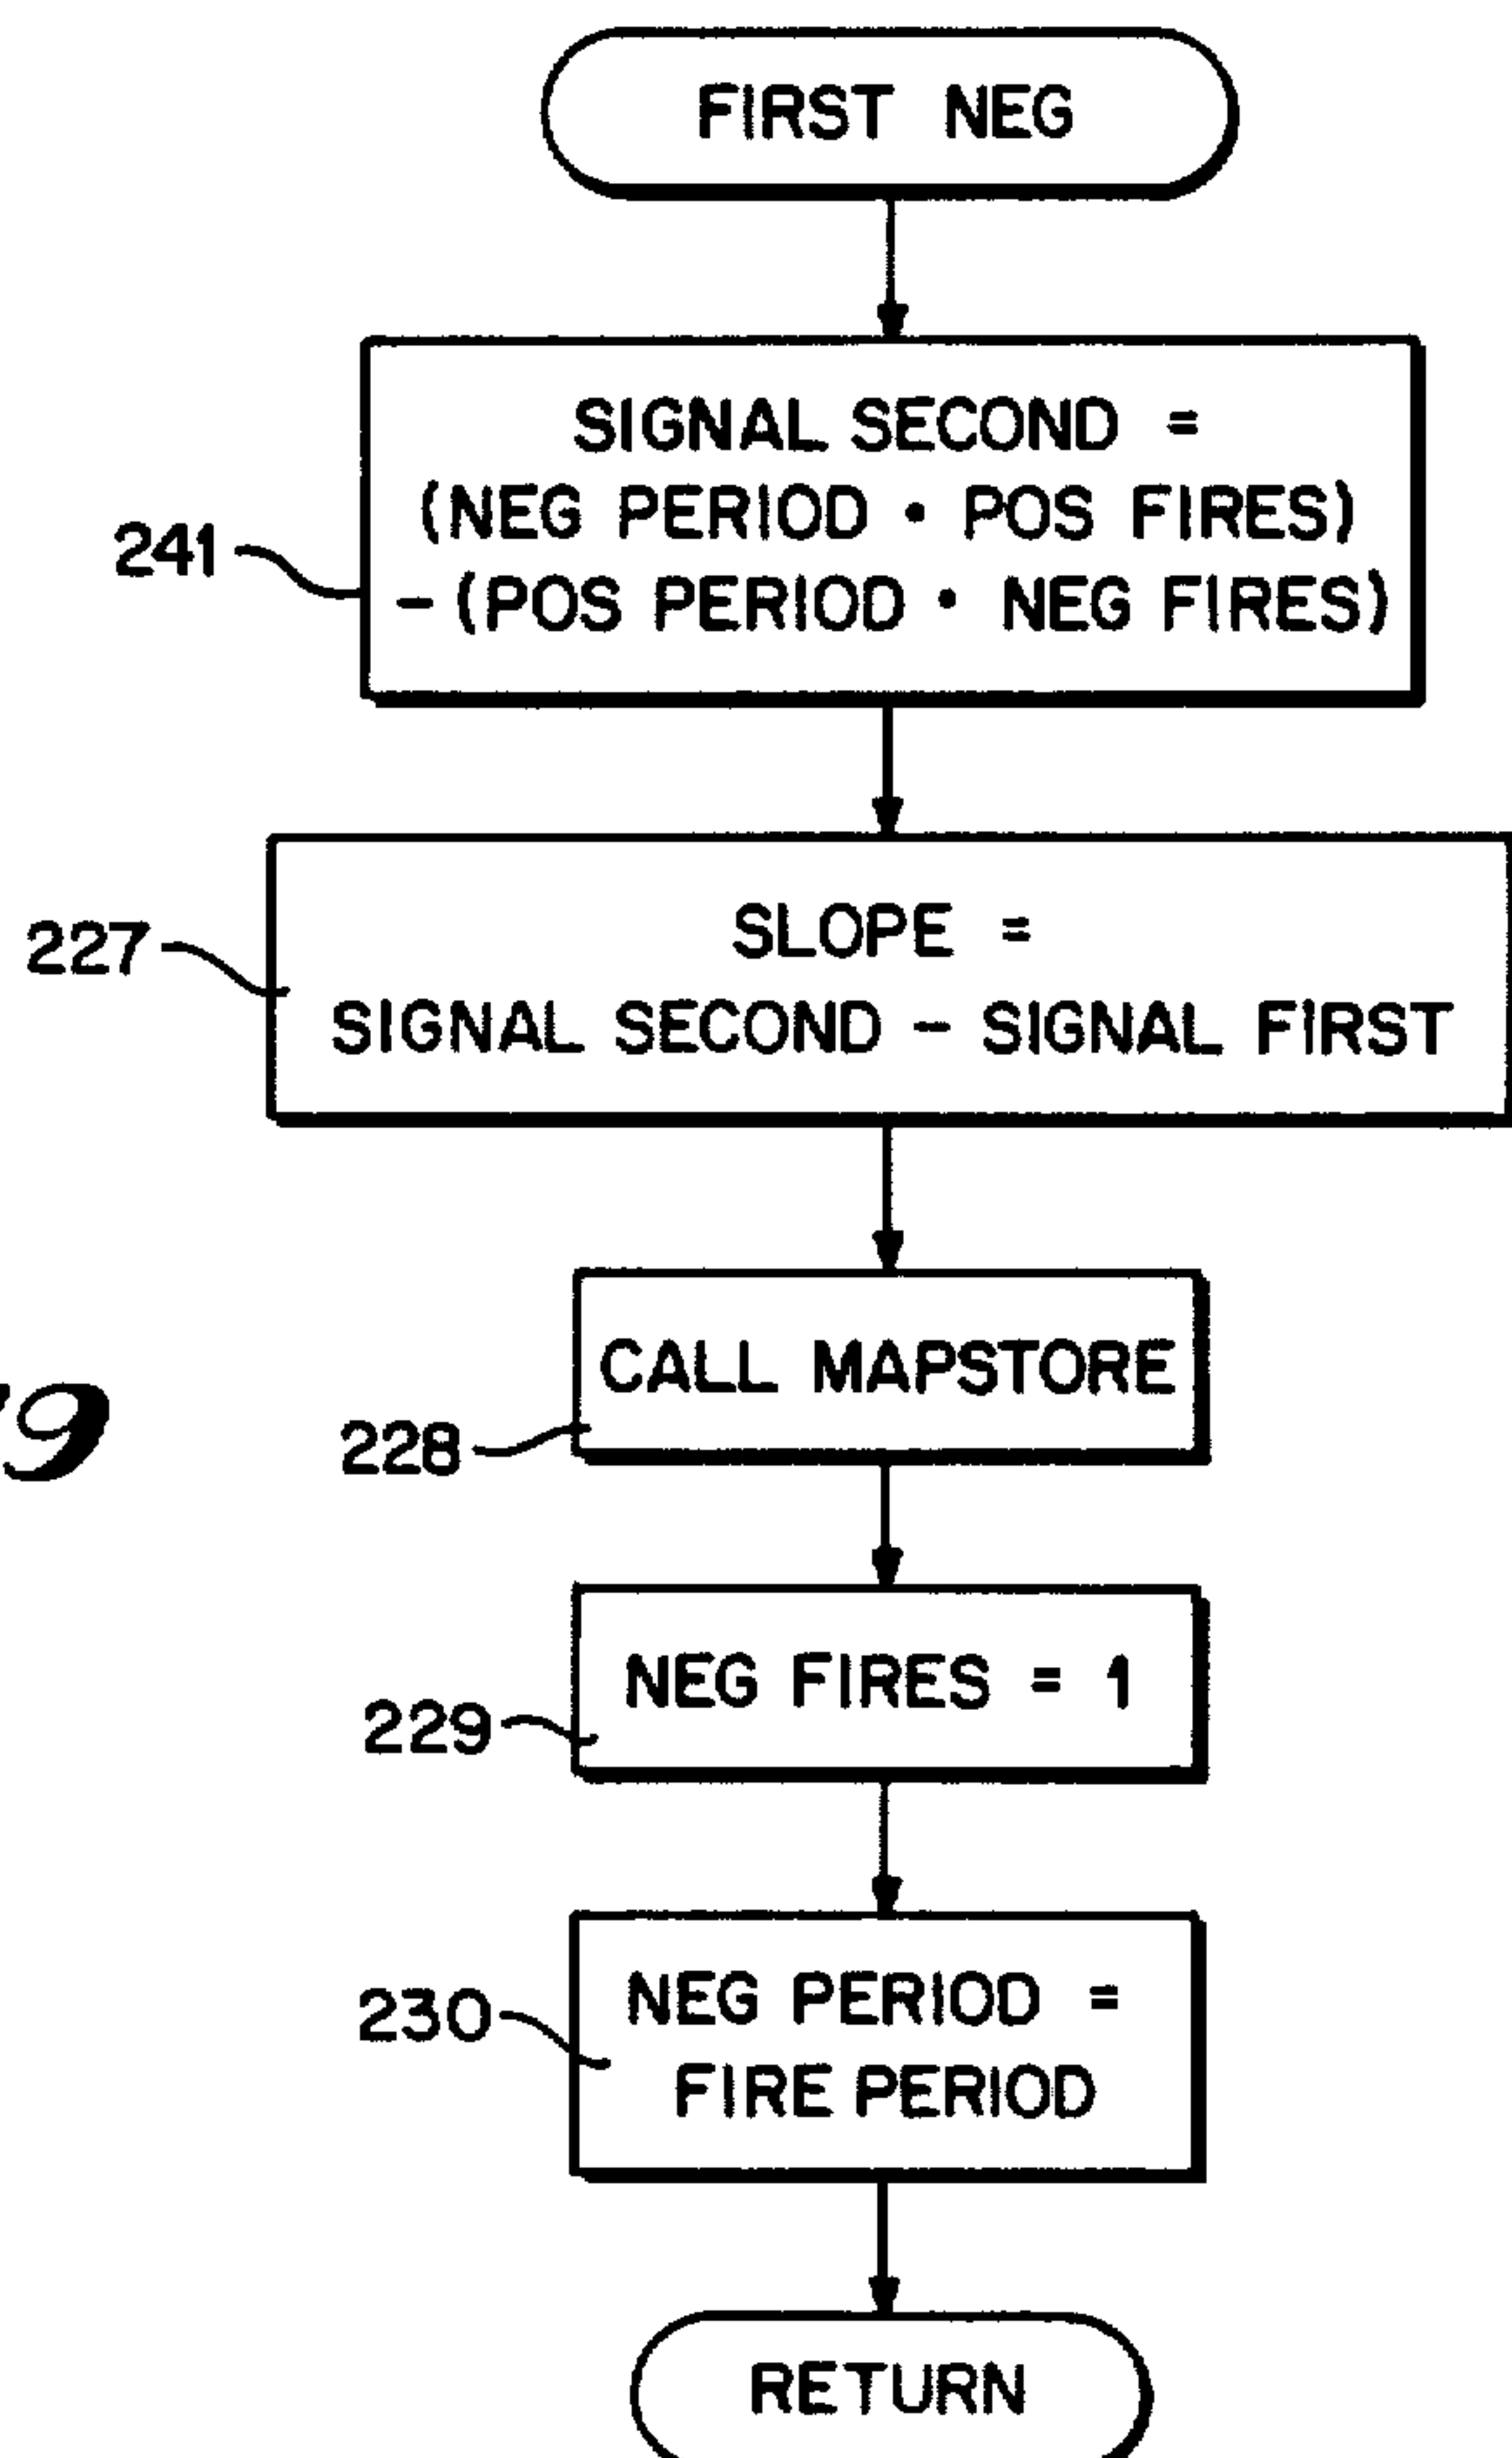 FIRST NEG
SIGNAL SECOND =
(NEG PERIOD • POS FIRES)
- (POS PERIOD • NEG FIRES)
241
SLOPE =
SIGNAL SECOND - SIGNAL FIRST
227
CALL MAPSTORE
228
9
NEG FIRES = 1
229
NEG PERIOD =
FIRE PERIOD
230
RETURN